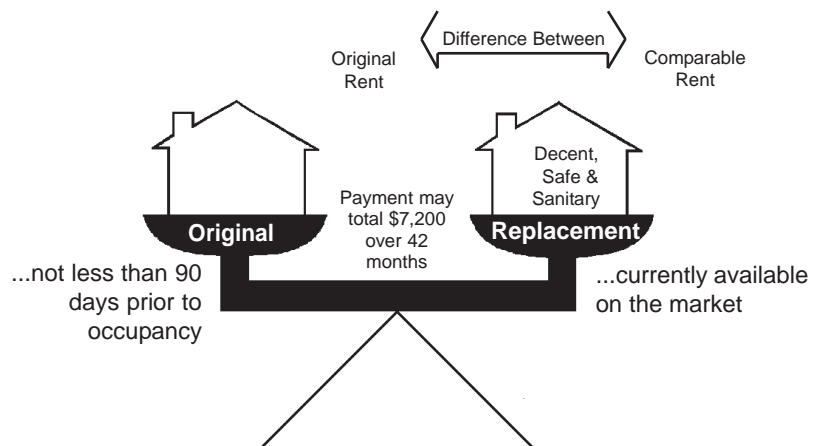 Difference Between
Original
Rent
Comparable
Rent
Decent,
Safe &
Sanitary
Payment may
total $7,200
over 42
months
Original
Replacement
...not less than 90
days prior to
occupancy
...currently available
on the market